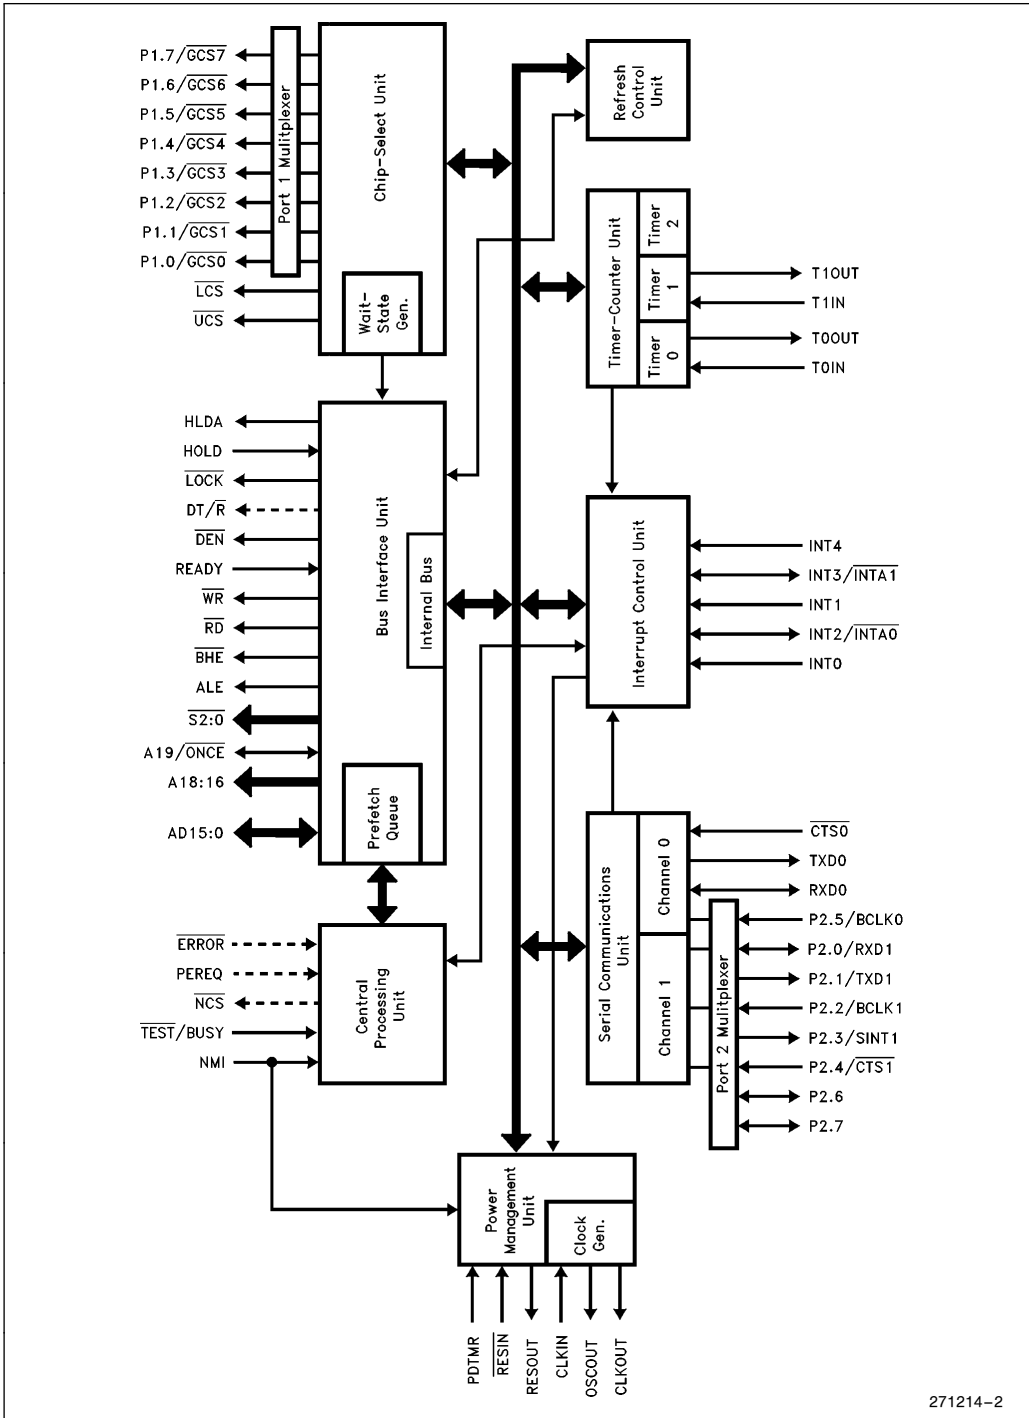 P1.7/GCS7
P1.6/GCS6
P1.5/GCS5
P1.4/GCS4
P1.3/GCS3
P1.2/GCS2
P1.1/GCS1
P1.0/GCS0
LCS
UCS
Port 1 Mulitplexer
Chip-Select Unit
Wait-
State
Gen.
Refresh
Control
Unit
Timer-Counter Unit
Timer
2
Timer
1
Timer
0
T1OUT
T1IN
T0OUT
T0IN
HLDA
HOLD
LOCK
DT/R
DEN
READY
WR
RD
BHE
ALE
S2:0
A19/ONCE
A18:16
AD15:0
Bus Interface Unit
Internal Bus
Prefetch
Queue
Interrupt Control Unit
INT4
INT3/INTA1
INT1
INT2/INTA0
INT0
ERROR
PEREQ
NCS
TEST/BUSY
NMI
Central
Processing
Unit
Serial Communications
Unit
Channel 0
Channel 1
Port 2 Mulitplexer
CTS0
TXD0
RXD0
P2.5/BCLK0
P2.0/RXD1
P2.1/TXD1
P2.2/BCLK1
P2.3/SINT1
P2.4/CTS1
P2.6
P2.7
Power
Management
Unit
Clock
Gen.
PDTMR
RESIN
RESOUT
CLKIN
OSCOUT
CLKOUT
271214-2